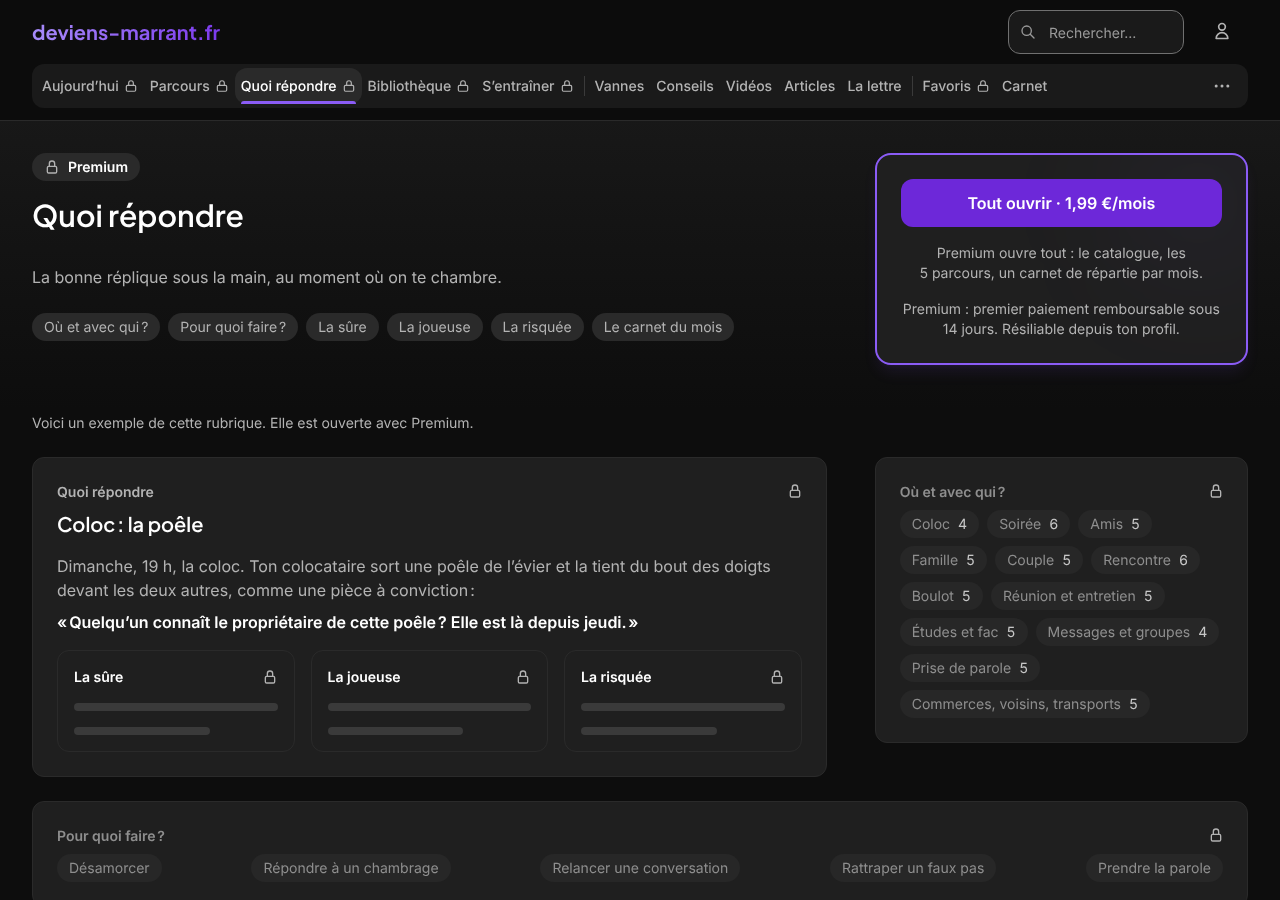 deviens-marrant.fr
Rechercher...
Aujourd’hui Parcours Quoi répondre Bibliothèque S’entraîner Vannes Conseils Vidéos Articles La lettre Favoris Carnet
Premium
Quoi répondre
La bonne réplique sous la main, au moment où on te chambre.
Où et avec qui ? Pour quoi faire ? La sûre La joueuse La risquée Le carnet du mois
Tout ouvrir · 1,99 €/mois
Premium ouvre tout : le catalogue, les
5 parcours, un carnet de répartie par mois.
Premium : premier paiement remboursable sous
14 jours. Résiliable depuis ton profil.
Voici un exemple de cette rubrique. Elle est ouverte avec Premium.
Quoi répondre
Coloc : la poêle
Dimanche, 19 h, la coloc. Ton colocataire sort une poêle de l’évier et la tient du bout des doigts
devant les deux autres, comme une pièce à conviction :
« Quelqu’un connaît le propriétaire de cette poêle ? Elle est là depuis jeudi. »
La sûre La joueuse La risquée
Où et avec qui ?
Coloc 4 Soirée 6 Amis 5
Famille 5 Couple 5 Rencontre 6
Boulot 5 Réunion et entretien 5
Études et fac 5 Messages et groupes 4
Prise de parole 5
Commerces, voisins, transports 5
Pour quoi faire ?
Désamorcer Répondre à un chambrage Relancer une conversation Rattraper un faux pas Prendre la parole